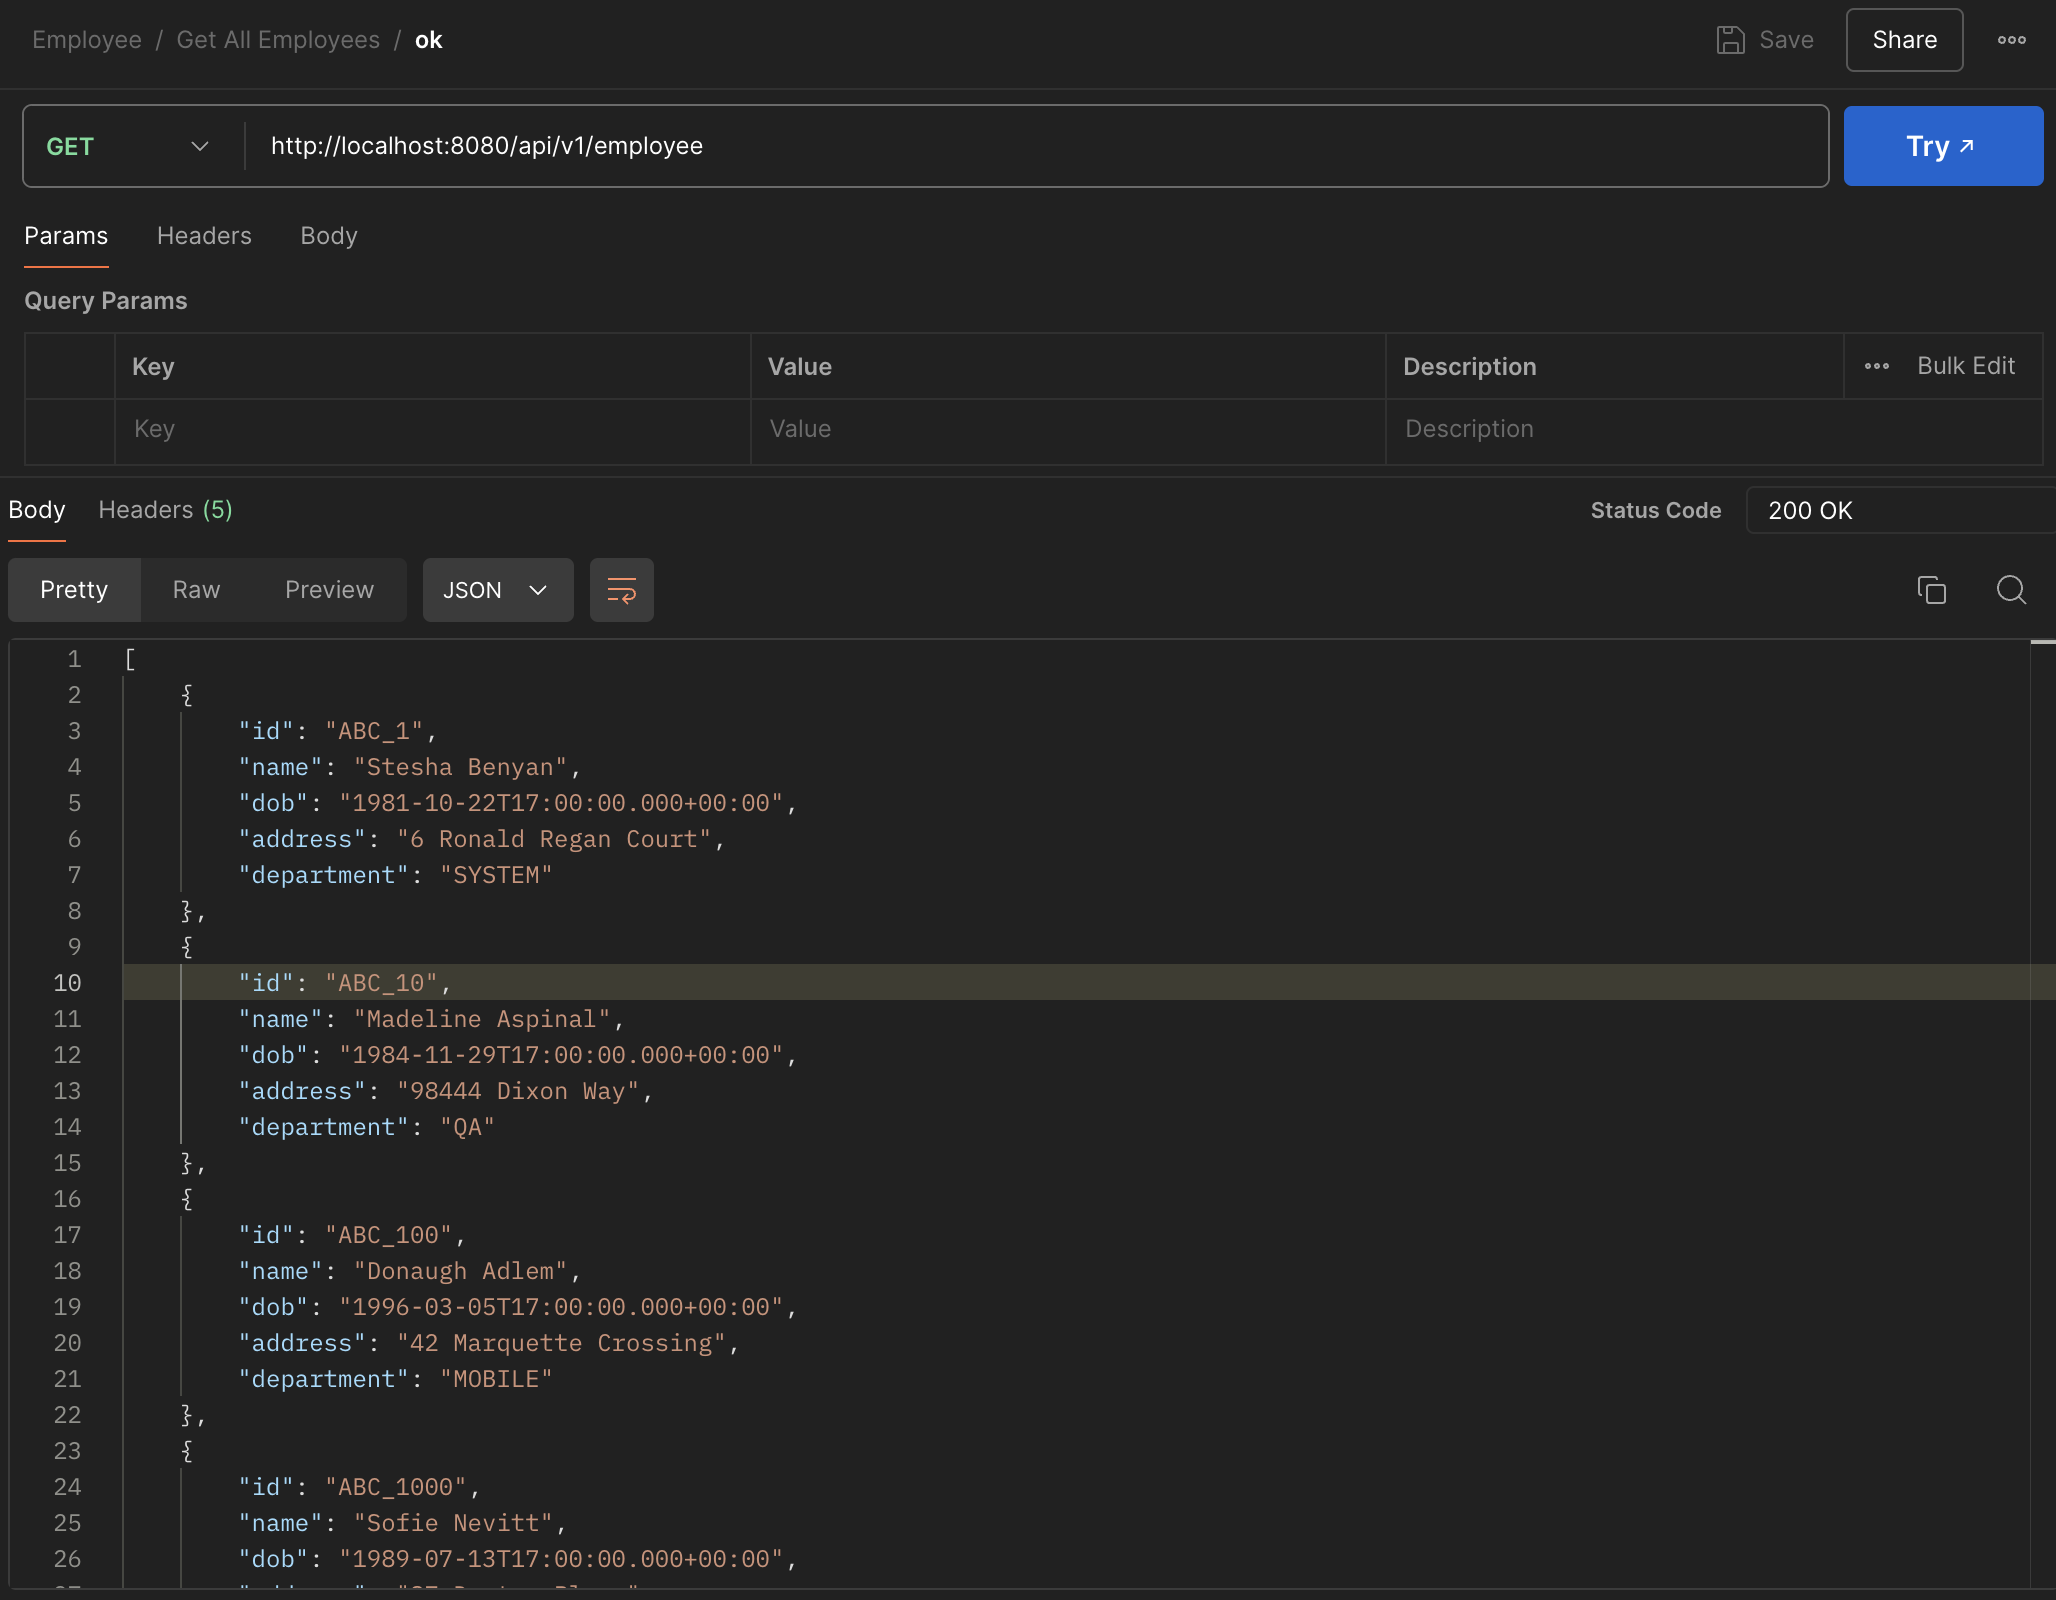 Employee / Get All Employees / ok
Save
Share
GET
http://localhost:8080/api/v1/employee
Try
Params Headers Body
Query Params
Key Value Description Bulk Edit
Key Value Description
Body Headers (5)
Status Code 200 OK
Pretty Raw Preview JSON
1 [
2 {
3 "id": "ABC_1",
4 "name": "Stesha Benyan",
5 "dob": "1981-10-22T17:00:00.000+00:00",
6 "address": "6 Ronald Regan Court",
7 "department": "SYSTEM"
8 },
9 {
10 "id": "ABC_10",
11 "name": "Madeline Aspinal",
12 "dob": "1984-11-29T17:00:00.000+00:00",
13 "address": "98444 Dixon Way",
14 "department": "QA"
15 },
16 {
17 "id": "ABC_100",
18 "name": "Donaugh Adlem",
19 "dob": "1996-03-05T17:00:00.000+00:00",
20 "address": "42 Marquette Crossing",
21 "department": "MOBILE"
22 },
23 {
24 "id": "ABC_1000",
25 "name": "Sofie Nevitt",
26 "dob": "1989-07-13T17:00:00.000+00:00",